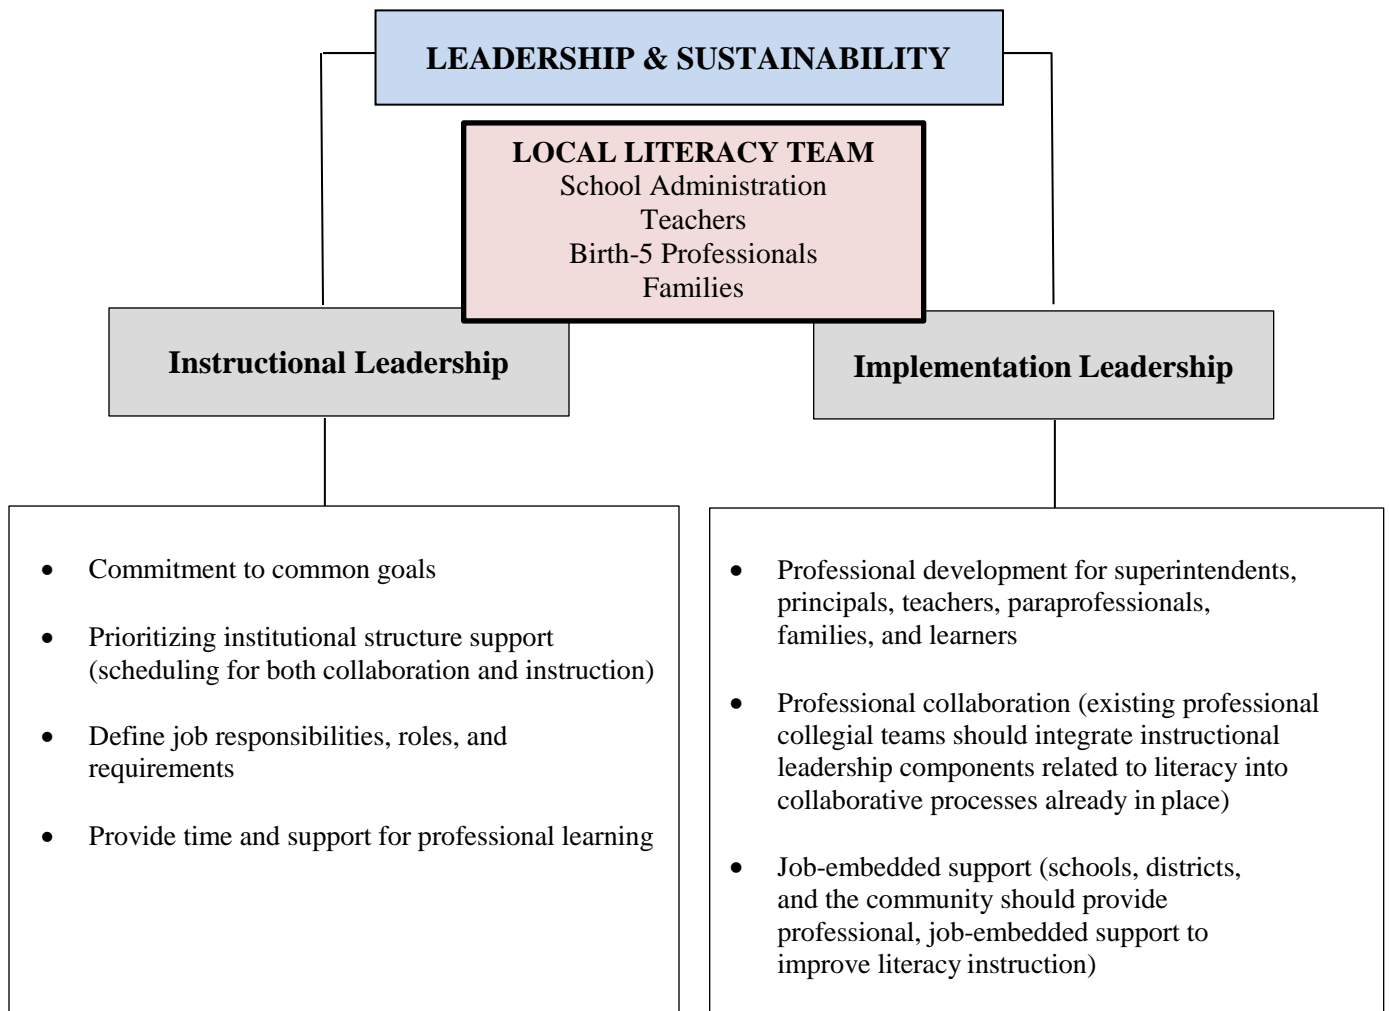 LEADERSHIP & SUSTAINABILITY
LOCAL LITERACY TEAM
School Administration
Teachers
Birth-5 Professionals
Families
Instructional Leadership
Implementation Leadership
• Commitment to common goals
• Prioritizing institutional structure support
(scheduling for both collaboration and instruction)
• Define job responsibilities, roles, and
requirements
• Provide time and support for professional learning
• Professional development for superintendents,
principals, teachers, paraprofessionals,
families, and learners
• Professional collaboration (existing professional
collegial teams should integrate instructional
leadership components related to literacy into
collaborative processes already in place)
• Job-embedded support (schools, districts,
and the community should provide
professional, job-embedded support to
improve literacy instruction)